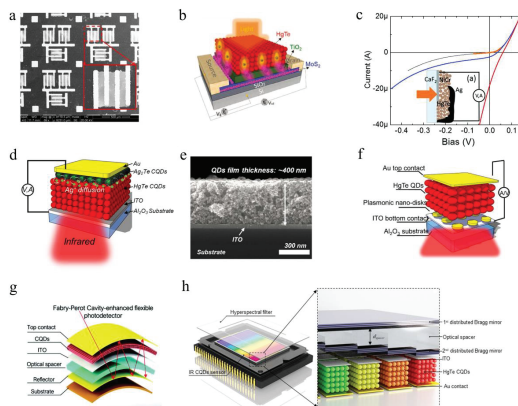 a
b
HgTe
TiO₂
MoS₂
Source
SiO₂
c
20μ
10μ
0
-10μ
-20μ
Current (A)
CaF₂
NiCr
(a)
Ag
HgTe
V,A
-0.4
-0.3
-0.2
-0.1
0.0
0.1
Bias (V)
d
V,A
Au
Ag₂Te CQDs
Ag⁺ diffusion
HgTe CQDs
ITO
Al₂O₃ Substrate
Infrared
e
QDs film thickness: ~400 nm
ITO
Substrate
300 nm
f
Au top contact
HgTe QDs
Plasmonic nano-disks
ITO bottom contact
Al₂O₃ substrate
g
Fabry-Perot Cavity-enhanced flexible
photodetector
Top contact
CQDs
ITO
Optical spacer
Reflector
Substrate
h
Hyperspectral filter
IR CQDs sensor
1ˢᵗ distributed Bragg mirror
Optical spacer
2ⁿᵈ distributed Bragg mirror
ITO
HgTe CQDs
Au contact